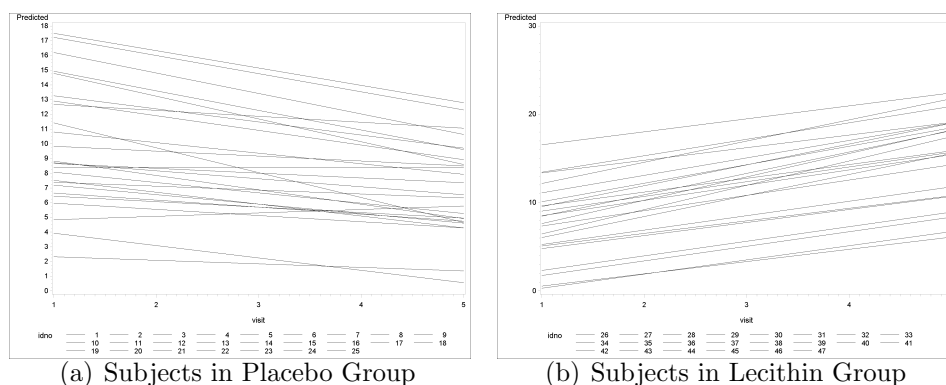 Predicted
18
17
16
15
14
13
12
11
10
9
8
7
6
5
4
3
2
1
0
1 2 3 4 5
visit
idno 1 2 3 4 5 6 7 8 9
10 11 12 13 14 15 16 17 18
19 20 21 22 23 24 25
(a) Subjects in Placebo Group
Predicted
30
20
10
0
1 2 3 4
visit
idno 26 27 28 29 30 31 32 33
34 35 36 37 38 39 40 41
42 43 44 45 46 47
(b) Subjects in Lecithin Group